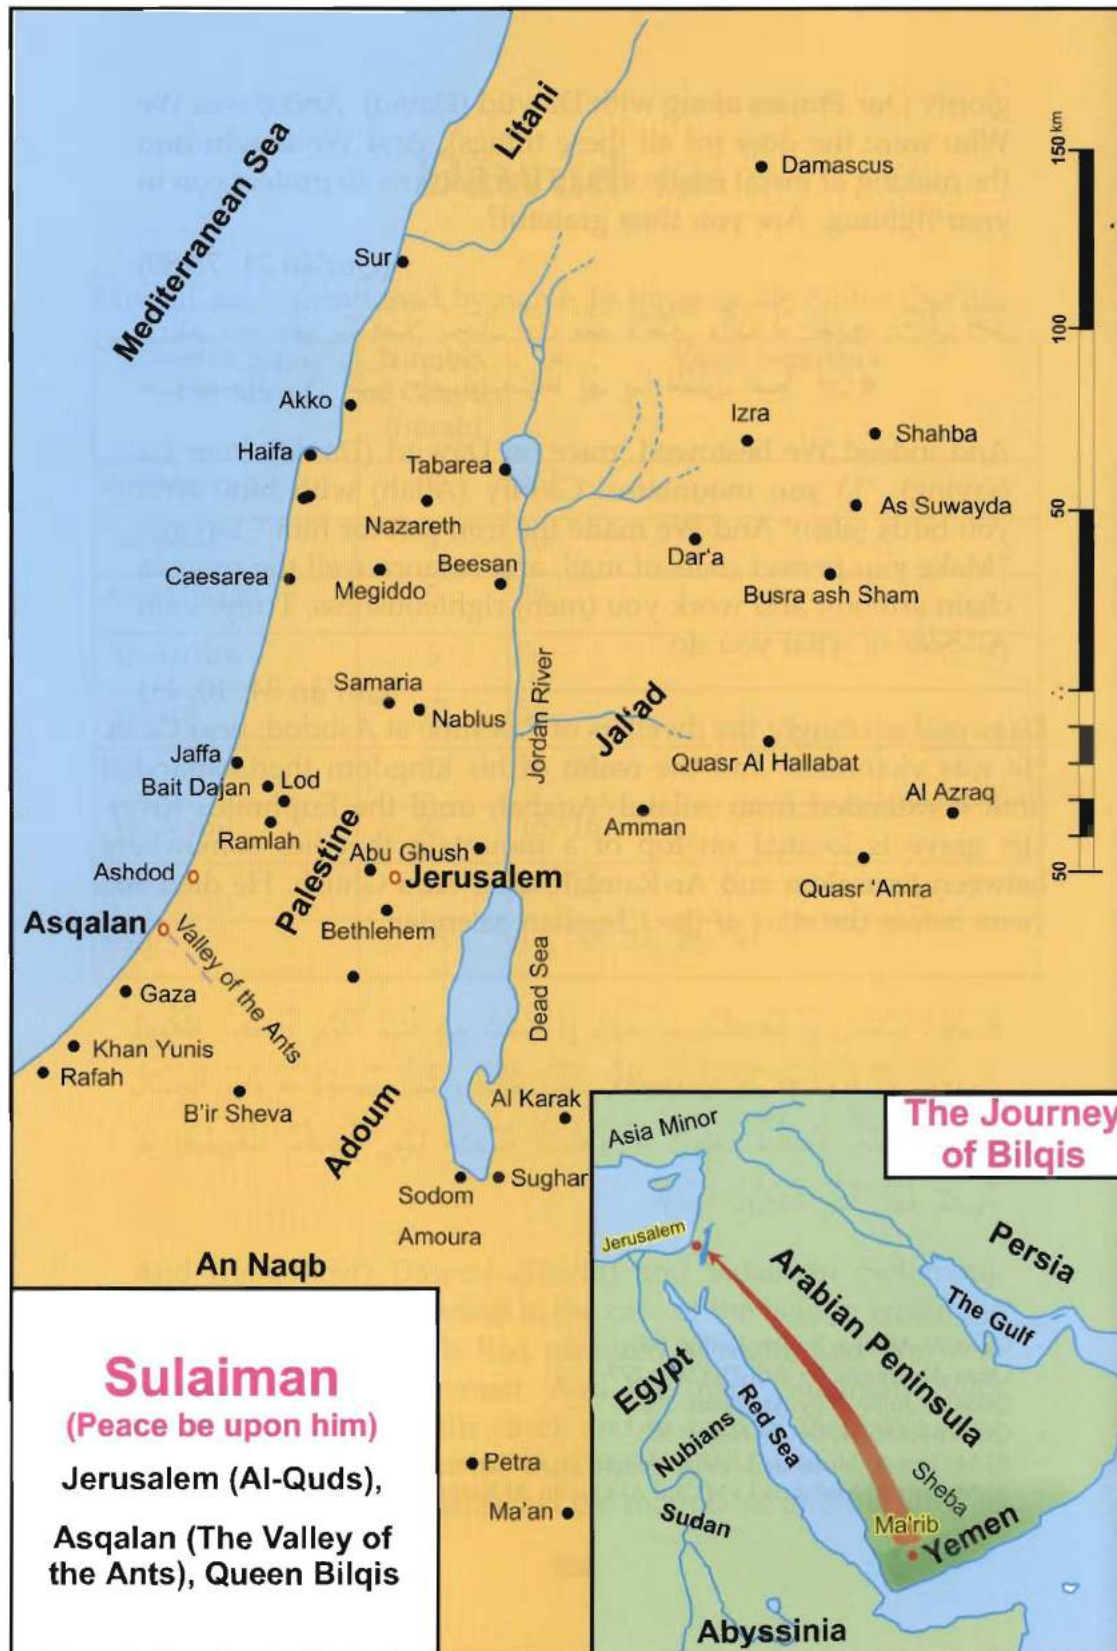 Mediterranean Sea
Litani
Damascus
Sur
Akko
Haifa
Tabarea
Nazareth
Izra
Shahba
As Suwayda
Dar'a
Busra ash Sham
Caesarea
Megiddo
Beesan
Samaria
Nablus
Jordan River
Jal'ad
Jaffa
Bait Dajan
Lod
Ramlah
Quasr Al Hallabat
Al Azraq
Amman
Quasr 'Amra
Ashdod
Palestine
Abu Ghush
Jerusalem
Asqalan
Valley of the Ants
Bethlehem
Dead Sea
Gaza
Khan Yunis
Rafah
B'ir Sheva
Adoum
Al Karak
Sodom
Sughar
Amoura
An Naqb
Petra
Ma'an
150 km
100
50
50
Sulaiman
(Peace be upon him)
Jerusalem (Al-Quds),
Asqalan (The Valley of
the Ants), Queen Bilqis
The Journey
of Bilqis
Asia Minor
Jerusalem
Persia
The Gulf
Arabian Peninsula
Egypt
Red Sea
Nubians
Sudan
Sheba
Ma'rib
Yemen
Abyssinia